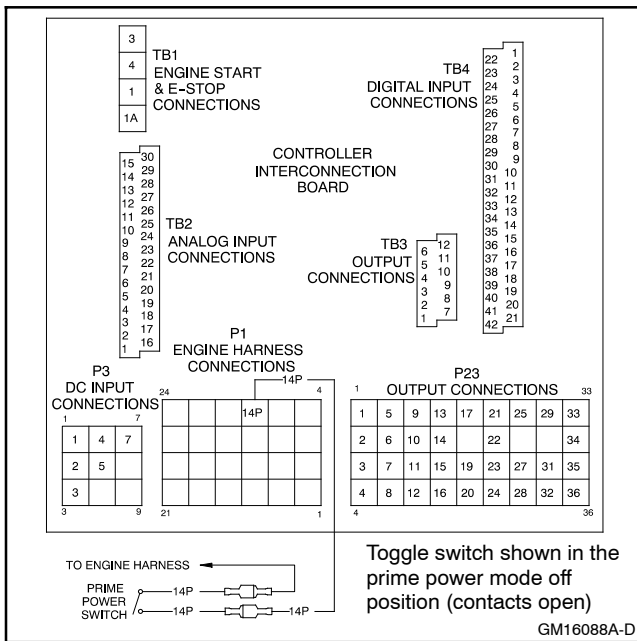 3
4
1
1A
TB1
ENGINE START
& E-STOP
CONNECTIONS
TB4
DIGITAL INPUT
CONNECTIONS
22 1
23 2
24 3
25 4
26 5
27 6
28 7
29 8
30 9
31 10
32 11
33 12
34 13
35 14
36 15
37 16
38 17
39 18
40 19
41 20
42 21
CONTROLLER
INTERCONNECTION
BOARD
15 30
14 29
13 28
12 27
11 26
10 25
9 24
8 23
7 22
6 21
5 20
4 19
3 18
2 17
1 16
TB2
ANALOG INPUT
CONNECTIONS
TB3
OUTPUT
CONNECTIONS
6 12
5 11
4 10
3 9
2 8
1 7
P1
ENGINE HARNESS
CONNECTIONS
24 14P 4
14P
21 1
P3
DC INPUT
CONNECTIONS
1 7
1 4 7
2 5
3
3 9
P23
1 OUTPUT CONNECTIONS 33
1 5 9 13 17 21 25 29 33
2 6 10 14 22 34
3 7 11 15 19 23 27 31 35
4 8 12 16 20 24 28 32 36
4 36
TO ENGINE HARNESS
PRIME
POWER
SWITCH
14P
14P 14P
Toggle switch shown in the
prime power mode off
position (contacts open)
GM16088A-D